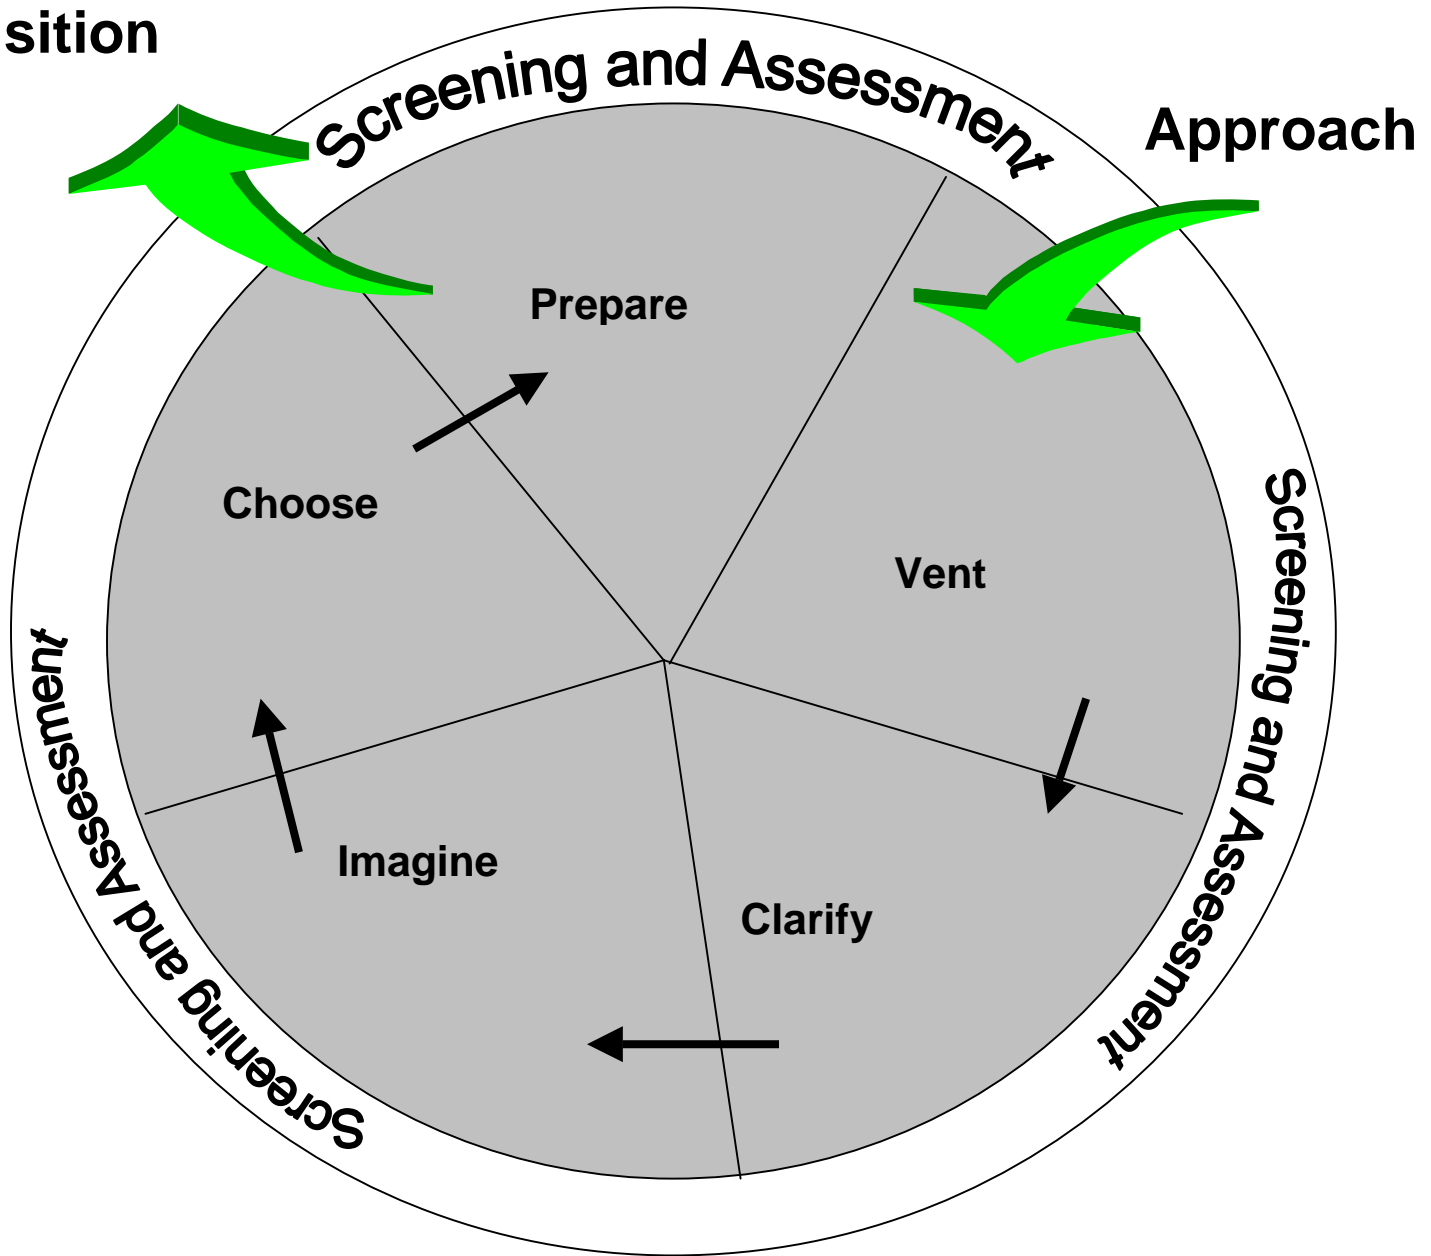 sition
Screening and Assessment
Approach
Prepare
Choose
Vent
Screening and Assessment
Screening and Assessment
Imagine
Clarify